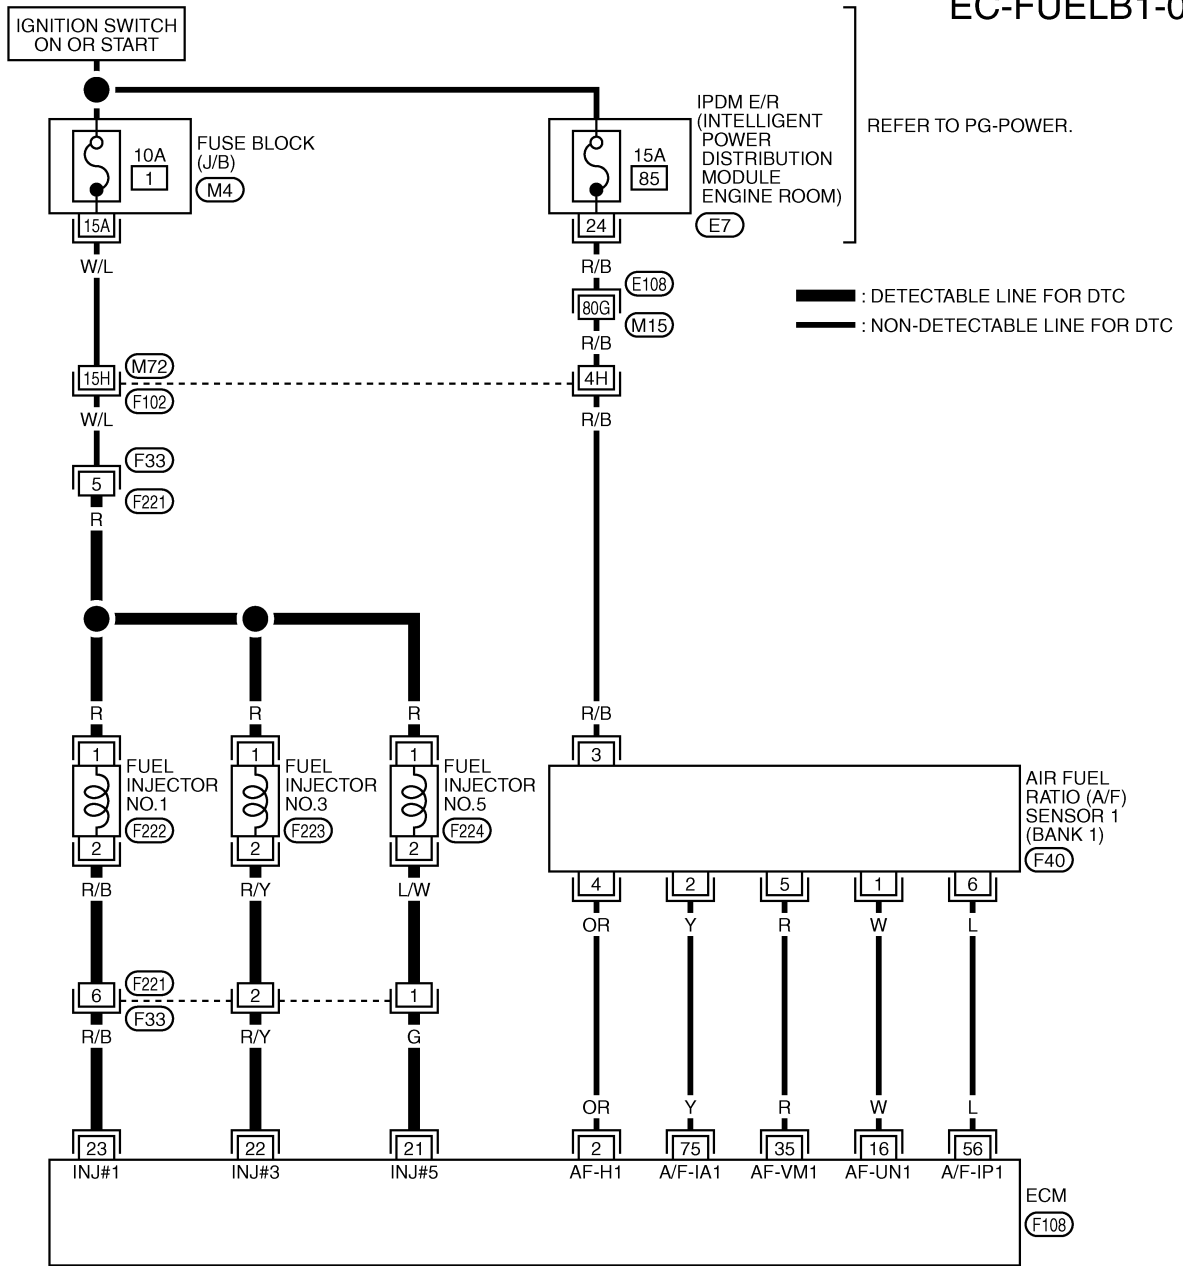 EC-FUELB1-0
IGNITION SWITCH
ON OR START
10A
1
FUSE BLOCK
(J/B)
M4
15A
15A
85
24
IPDM E/R
(INTELLIGENT
POWER
DISTRIBUTION
MODULE
ENGINE ROOM)
E7
REFER TO PG-POWER.
: DETECTABLE LINE FOR DTC
: NON-DETECTABLE LINE FOR DTC
W/L
R/B
E108
80G
M15
R/B
15H
M72
F102
4H
W/L
R/B
F33
5
F221
R
R
R
R
R/B
1
1
1
3
FUEL
INJECTOR
NO.1
F222
FUEL
INJECTOR
NO.3
F223
FUEL
INJECTOR
NO.5
F224
AIR FUEL
RATIO (A/F)
SENSOR 1
(BANK 1)
F40
2
2
2
4
2
5
1
6
R/B
R/Y
L/W
OR
Y
R
W
L
6
F221
F33
2
1
R/B
R/Y
G
OR
Y
R
W
L
23
22
21
2
75
35
16
56
INJ#1
INJ#3
INJ#5
AF-H1
A/F-IA1
AF-VM1
AF-UN1
A/F-IP1
ECM
F108